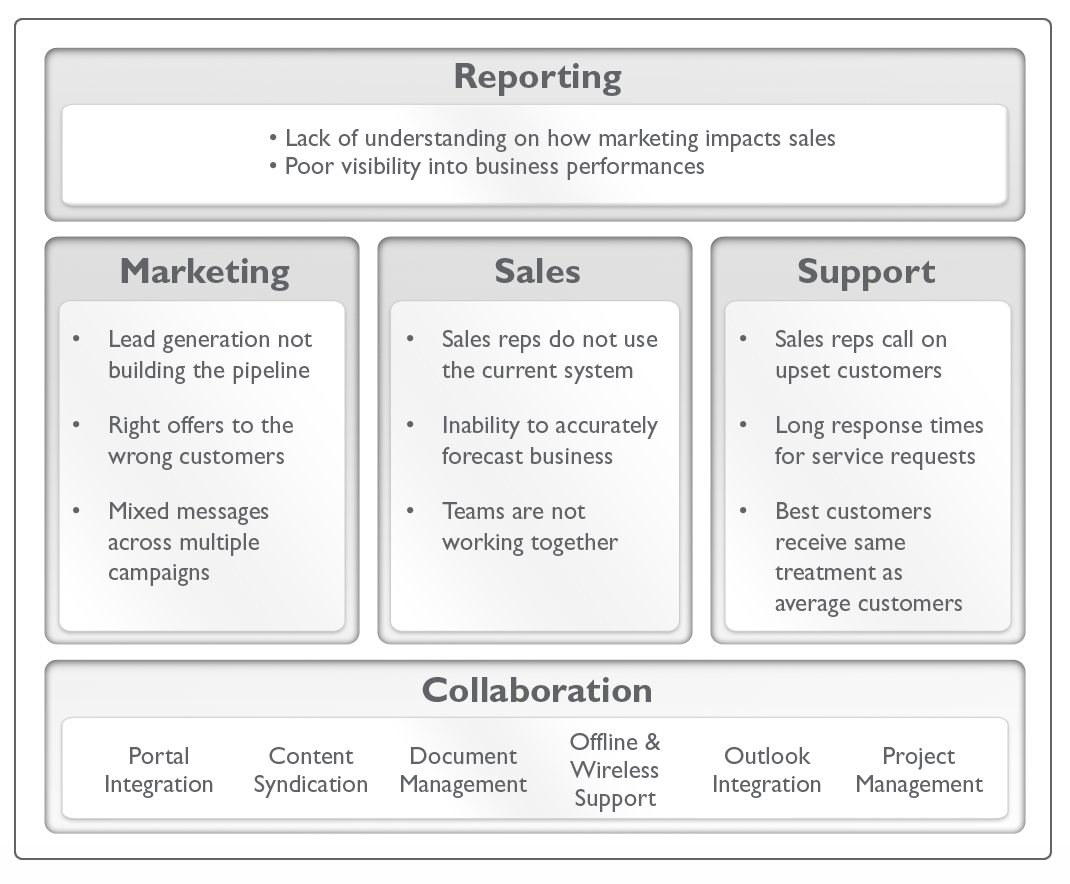 Reporting
• Lack of understanding on how marketing impacts sales
• Poor visibility into business performances
Marketing
• Lead generation not
building the pipeline
• Right offers to the
wrong customers
• Mixed messages
across multiple
campaigns
Sales
• Sales reps do not use
the current system
• Inability to accurately
forecast business
• Teams are not
working together
Support
• Sales reps call on
upset customers
• Long response times
for service requests
• Best customers
receive same
treatment as
average customers
Collaboration
Portal
Integration
Content
Syndication
Document
Management
Offline &
Wireless
Support
Outlook
Integration
Project
Management